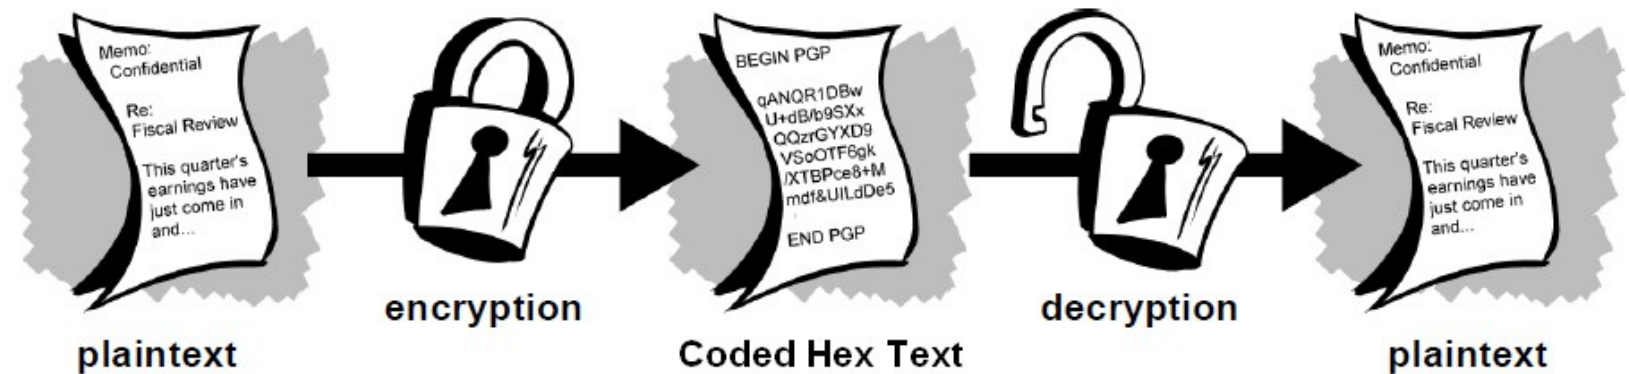 Memo:
Confidential
Re:
Fiscal Review
This quarter's
earnings have
just come in
and...
plaintext
encryption
BEGIN PGP
qANQR1DBw
U+dB/b9SXx
QQzrGYXD9
VSoOTF6gk
/XTBPce8+M
mdf&UILdDe5
END PGP
Coded Hex Text
decryption
Memo:
Confidential
Re:
Fiscal Review
This quarter's
earnings have
just come in
and...
plaintext